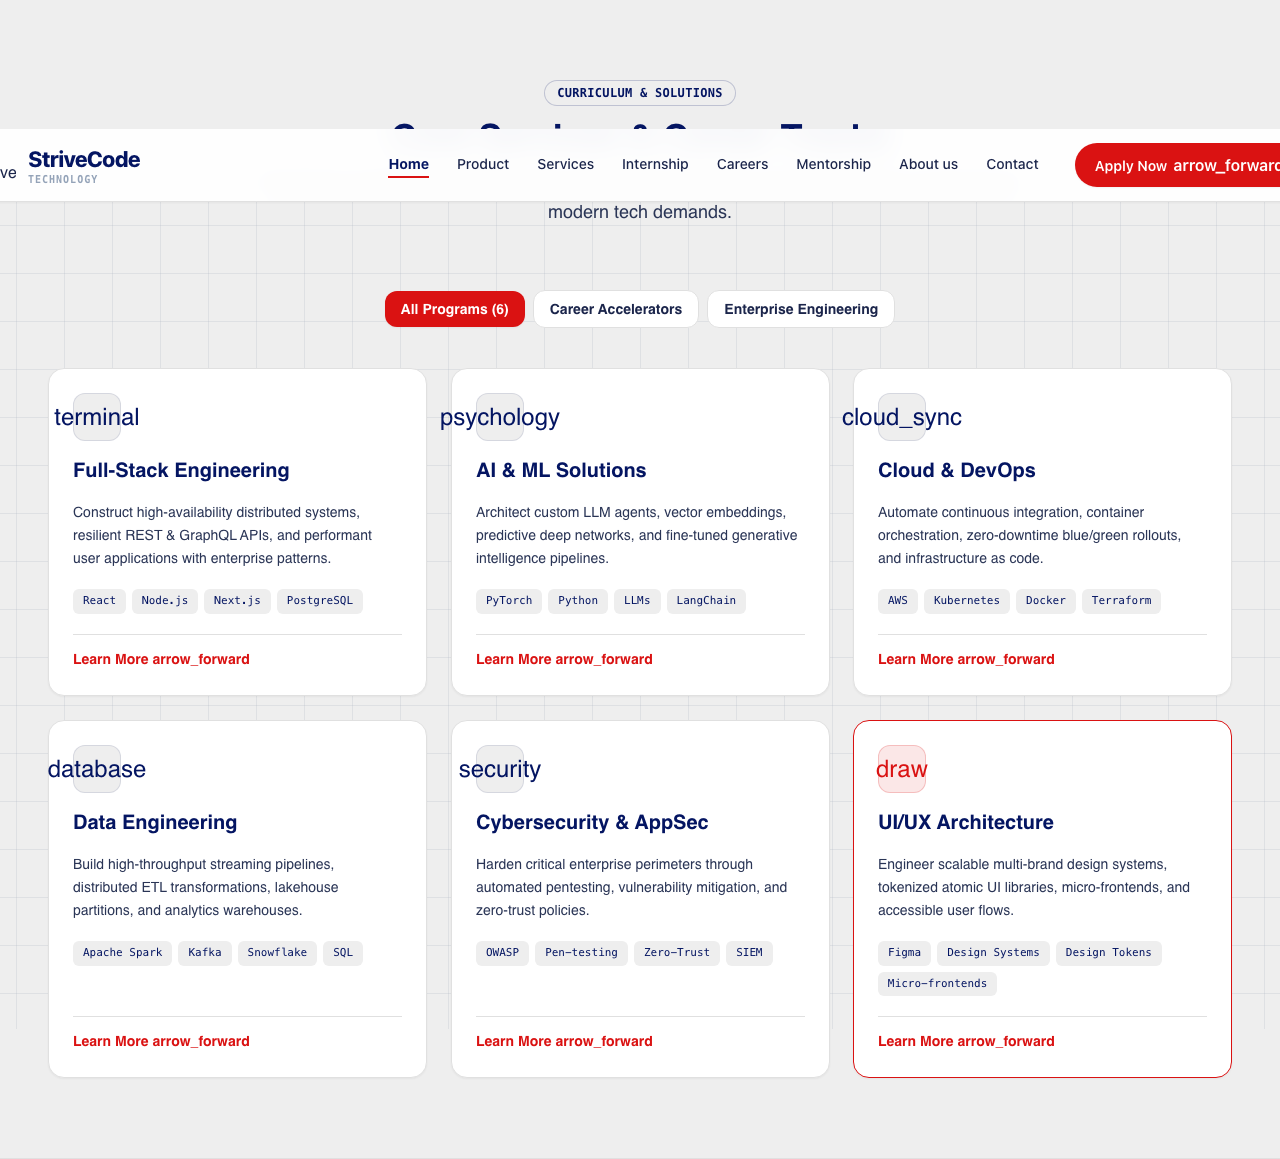 CURRICULUM & SOLUTIONS
ve
StriveCode
TECHNOLOGY
Home Product Services Internship Careers Mentorship About us Contact Apply Now arrow_forward
modern tech demands.
All Programs (6) Career Accelerators Enterprise Engineering
terminal
Full-Stack Engineering
Construct high-availability distributed systems,
resilient REST & GraphQL APIs, and performant
user applications with enterprise patterns.
React Node.js Next.js PostgreSQL
Learn More arrow_forward
psychology
AI & ML Solutions
Architect custom LLM agents, vector embeddings,
predictive deep networks, and fine-tuned generative
intelligence pipelines.
PyTorch Python LLMs LangChain
Learn More arrow_forward
cloud_sync
Cloud & DevOps
Automate continuous integration, container
orchestration, zero-downtime blue/green rollouts,
and infrastructure as code.
AWS Kubernetes Docker Terraform
Learn More arrow_forward
database
Data Engineering
Build high-throughput streaming pipelines,
distributed ETL transformations, lakehouse
partitions, and analytics warehouses.
Apache Spark Kafka Snowflake SQL
Learn More arrow_forward
security
Cybersecurity & AppSec
Harden critical enterprise perimeters through
automated pentesting, vulnerability mitigation, and
zero-trust policies.
OWASP Pen-testing Zero-Trust SIEM
Learn More arrow_forward
draw
UI/UX Architecture
Engineer scalable multi-brand design systems,
tokenized atomic UI libraries, micro-frontends, and
accessible user flows.
Figma Design Systems Design Tokens
Micro-frontends
Learn More arrow_forward